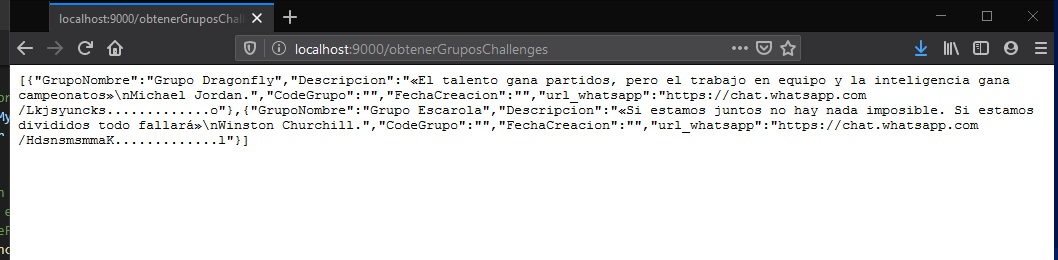 localhost:9000/obtenerGruposChall
localhost:9000/obtenerGruposChallenges
[{"GrupoNombre":"Grupo Dragonfly","Descripcion":"«El talento gana partidos, pero el trabajo en equipo y la inteligencia gana
campeonatos»\nMichael Jordan.","CodeGrupo":"","FechaCreacion":"","url_whatsapp":"https://chat.whatsapp.com
/Lkjsyuncks.............o"},{"GrupoNombre":"Grupo Escarola","Descripcion":"«Si estamos juntos no hay nada imposible. Si estamos
divididos todo fallará»\nWinston Churchill.","CodeGrupo":"","FechaCreacion":"","url_whatsapp":"https://chat.whatsapp.com
/HdsnsmsmmaK.............l"}]